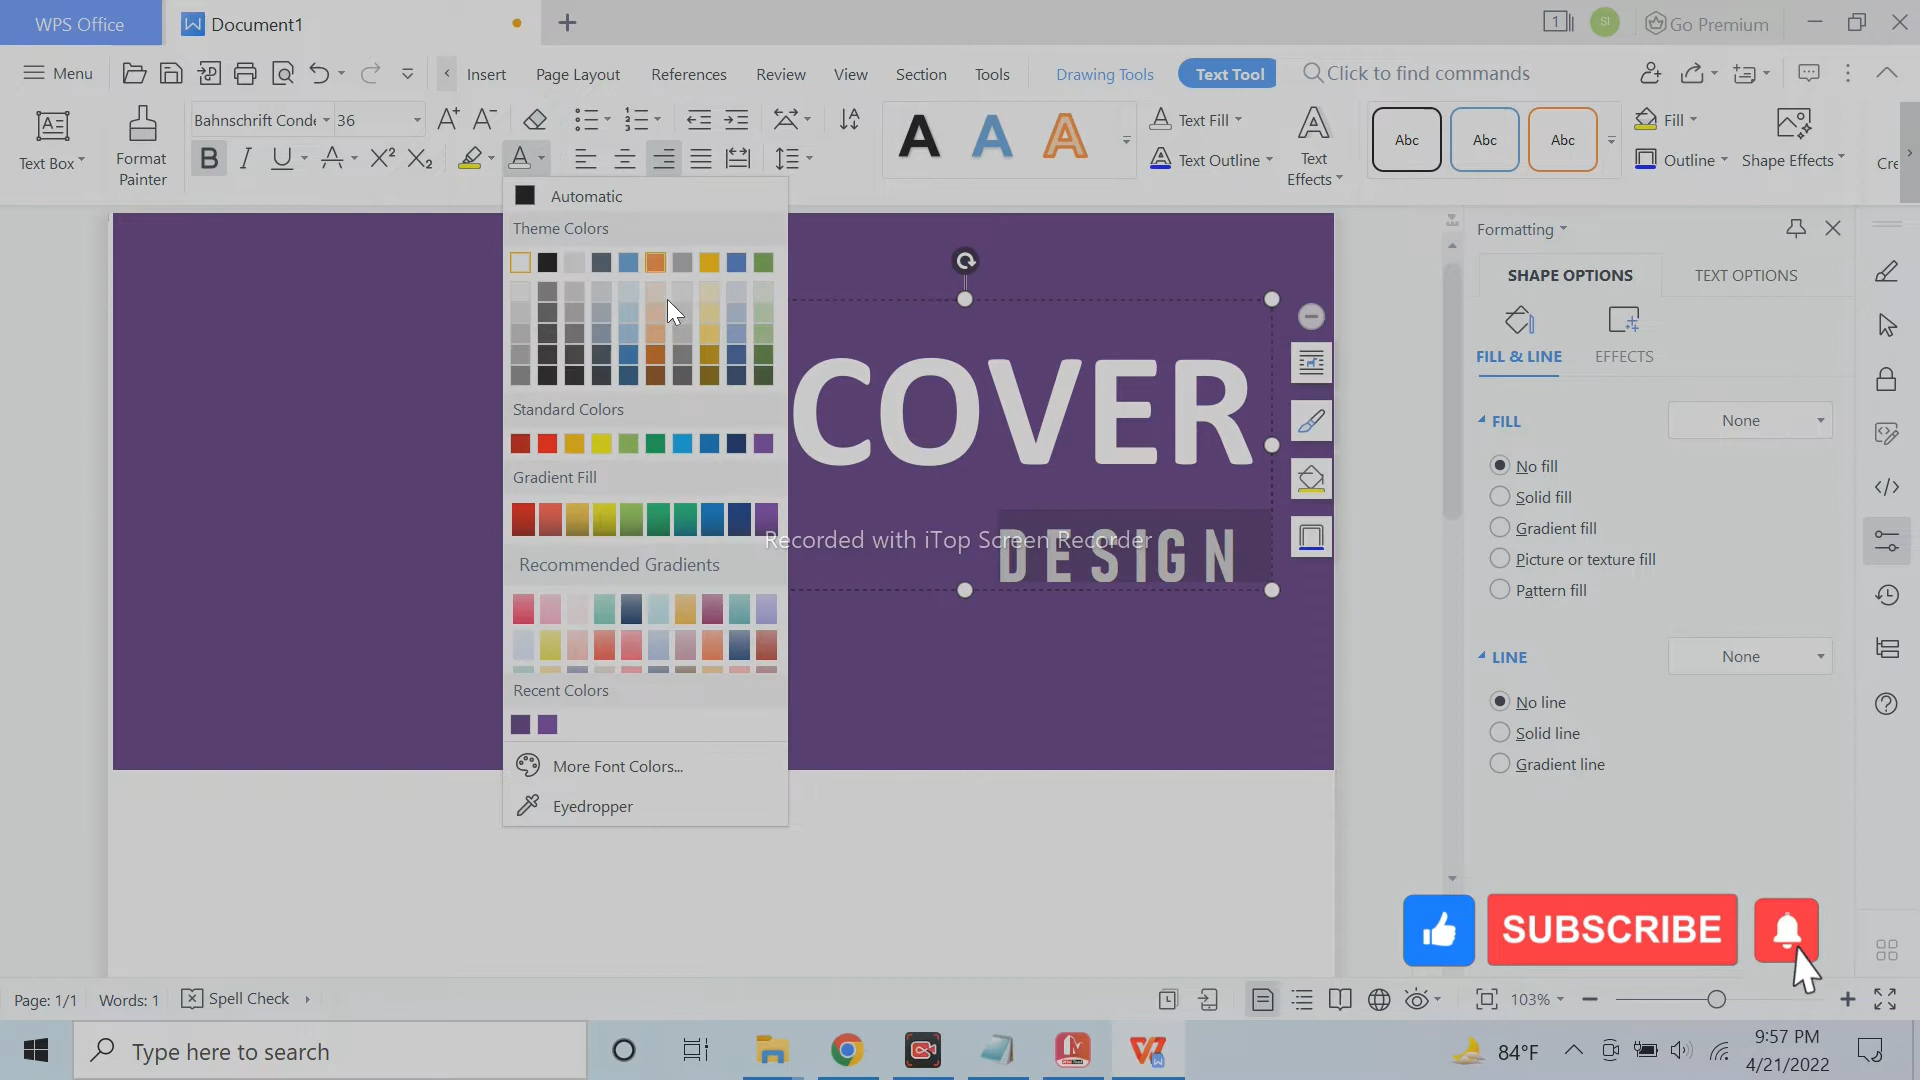 WPS Office
Document1
1
SI
Go Premium
Menu
Insert
Page Layout
References
Review
View
Section
Tools
Drawing Tools
Text Tool
Click to find commands
Text Box
Format
Painter
Bahnschrift Conde
36
Text Fill
Text Outline
Text
Effects
Abc
Abc
Abc
Fill
Outline
Shape Effects
Cre
Automatic
Theme Colors
Standard Colors
Gradient Fill
Recommended Gradients
Recent Colors
More Font Colors...
Eyedropper
COVER
DESIGN
Recorded with iTop Screen Recorder
Formatting
SHAPE OPTIONS
TEXT OPTIONS
FILL & LINE
EFFECTS
FILL
None
No fill
Solid fill
Gradient fill
Picture or texture fill
Pattern fill
LINE
None
No line
Solid line
Gradient line
SUBSCRIBE
Page: 1/1
Words: 1
Spell Check
103%
Type here to search
84°F
9:57 PM
4/21/2022